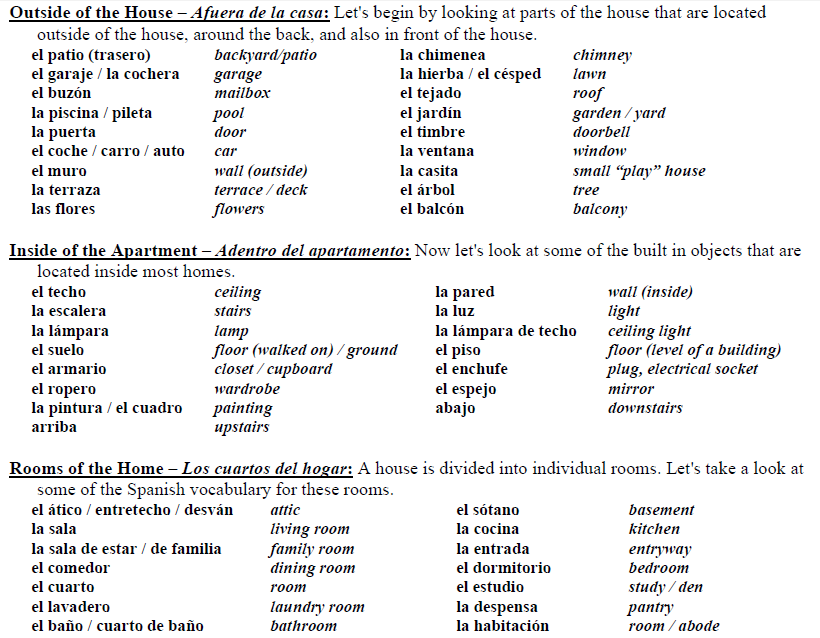 Outside of the House – Afuera de la casa: Let's begin by looking at parts of the house that are located
outside of the house, around the back, and also in front of the house.
el patio (trasero) backyard/patio la chimenea chimney
el garaje / la cochera garage la hierba / el césped lawn
el buzón mailbox el tejado roof
la piscina / pileta pool el jardín garden / yard
la puerta door el timbre doorbell
el coche / carro / auto car la ventana window
el muro wall (outside) la casita small “play” house
la terraza terrace / deck el árbol tree
las flores flowers el balcón balcony
Inside of the Apartment – Adentro del apartamento: Now let's look at some of the built in objects that are
located inside most homes.
el techo ceiling la pared wall (inside)
la escalera stairs la luz light
la lámpara lamp la lámpara de techo ceiling light
el suelo floor (walked on) / ground el piso floor (level of a building)
el armario closet / cupboard el enchufe plug, electrical socket
el ropero wardrobe el espejo mirror
la pintura / el cuadro painting abajo downstairs
arriba upstairs
Rooms of the Home – Los cuartos del hogar: A house is divided into individual rooms. Let's take a look at
some of the Spanish vocabulary for these rooms.
el ático / entretecho / desván attic el sótano basement
la sala living room la cocina kitchen
la sala de estar / de familia family room la entrada entryway
el comedor dining room el dormitorio bedroom
el cuarto room el estudio study / den
el lavadero laundry room la despensa pantry
el baño / cuarto de baño bathroom la habitación room / abode